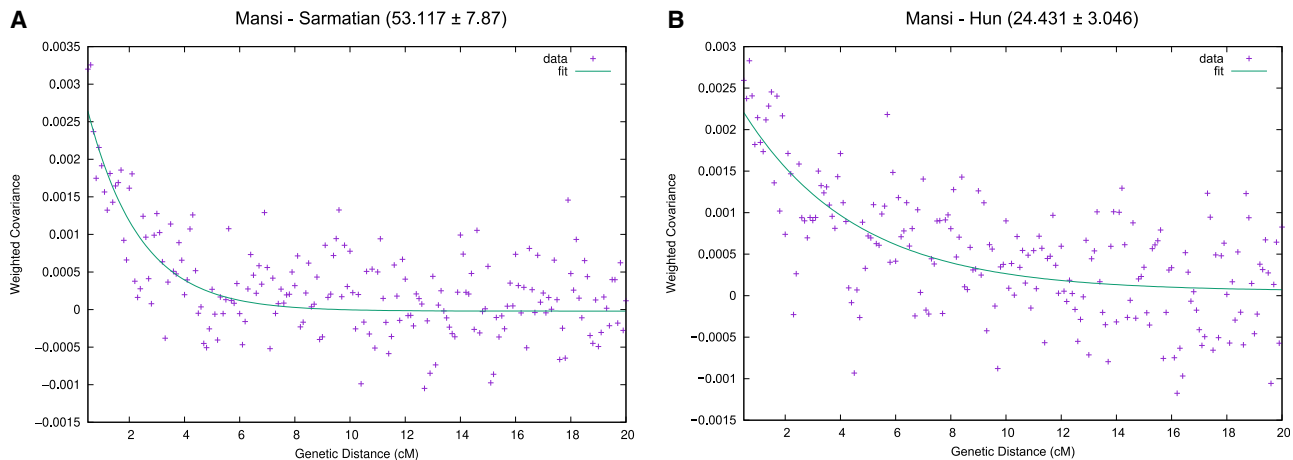 A
Mansi - Sarmatian (53.117 ± 7.87)
0.0035
0.003
0.0025
0.002
0.0015
0.001
0.0005
0
−0.0005
−0.001
−0.0015
Weighted Covariance
data
fit
2 4 6 8 10 12 14 16 18 20
Genetic Distance (cM)
B
Mansi - Hun (24.431 ± 3.046)
0.003
0.0025
0.002
0.0015
0.001
0.0005
0
−0.0005
−0.001
−0.0015
Weighted Covariance
data
fit
2 4 6 8 10 12 14 16 18 20
Genetic Distance (cM)